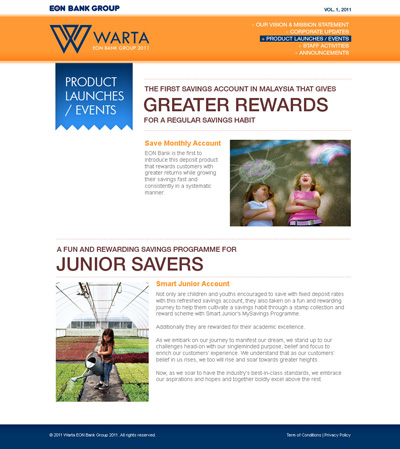 EON BANK GROUP
VOL. 1, 2011
WARTA
EON BANK GROUP 2011
- OUR VISION & MISSION STATEMENT
- CORPORATE UPDATES
» PRODUCT LAUNCHES / EVENTS
- STAFF ACTIVITIES
- ANNOUNCEMENTS
PRODUCT
LAUNCHES
/ EVENTS
THE FIRST SAVINGS ACCOUNT IN MALAYSIA THAT GIVES
GREATER REWARDS
FOR A REGULAR SAVINGS HABIT
Save Monthly Account
EON Bank is the first to
introduce this deposit product
that rewards customers with
greater returns while growing
their savings fast and
consistently in a systematic
manner.
A FUN AND REWARDING SAVINGS PROGRAMME FOR
JUNIOR SAVERS
Smart Junior Account
Not only are children and youths encouraged to save with fixed deposit rates
with this refreshed savings account, they also taken on a fun and rewarding
journey to help them cultivate a savings habit through a stamp collection and
reward scheme with Smart Junior's MySavings Programme.
Additionally they are rewarded for their academic excellence.
As we embark on our journey to manifest our dream, we stand up to our
challenges head-on with our singleminded purpose, belief and focus to
enrich our customers' experience. We understand that as our customers'
belief in us rises, we too will rise and soar towards greater heights.
Now, as we soar to have the industry's best-in-class standards, we embrace
our aspirations and hopes and together boldly excel above the rest.
© 2011 Warta EON Bank Group 2011. All rights reserved.
Term of Conditions | Privacy Policy